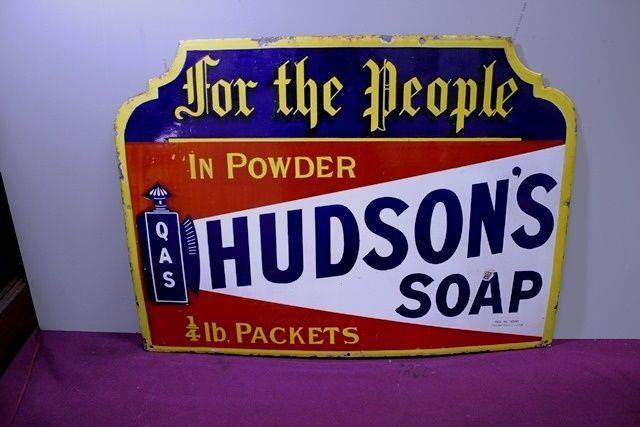 For the People
IN POWDER
QAS
HUDSON'S
SOAP
¼ lb. PACKETS